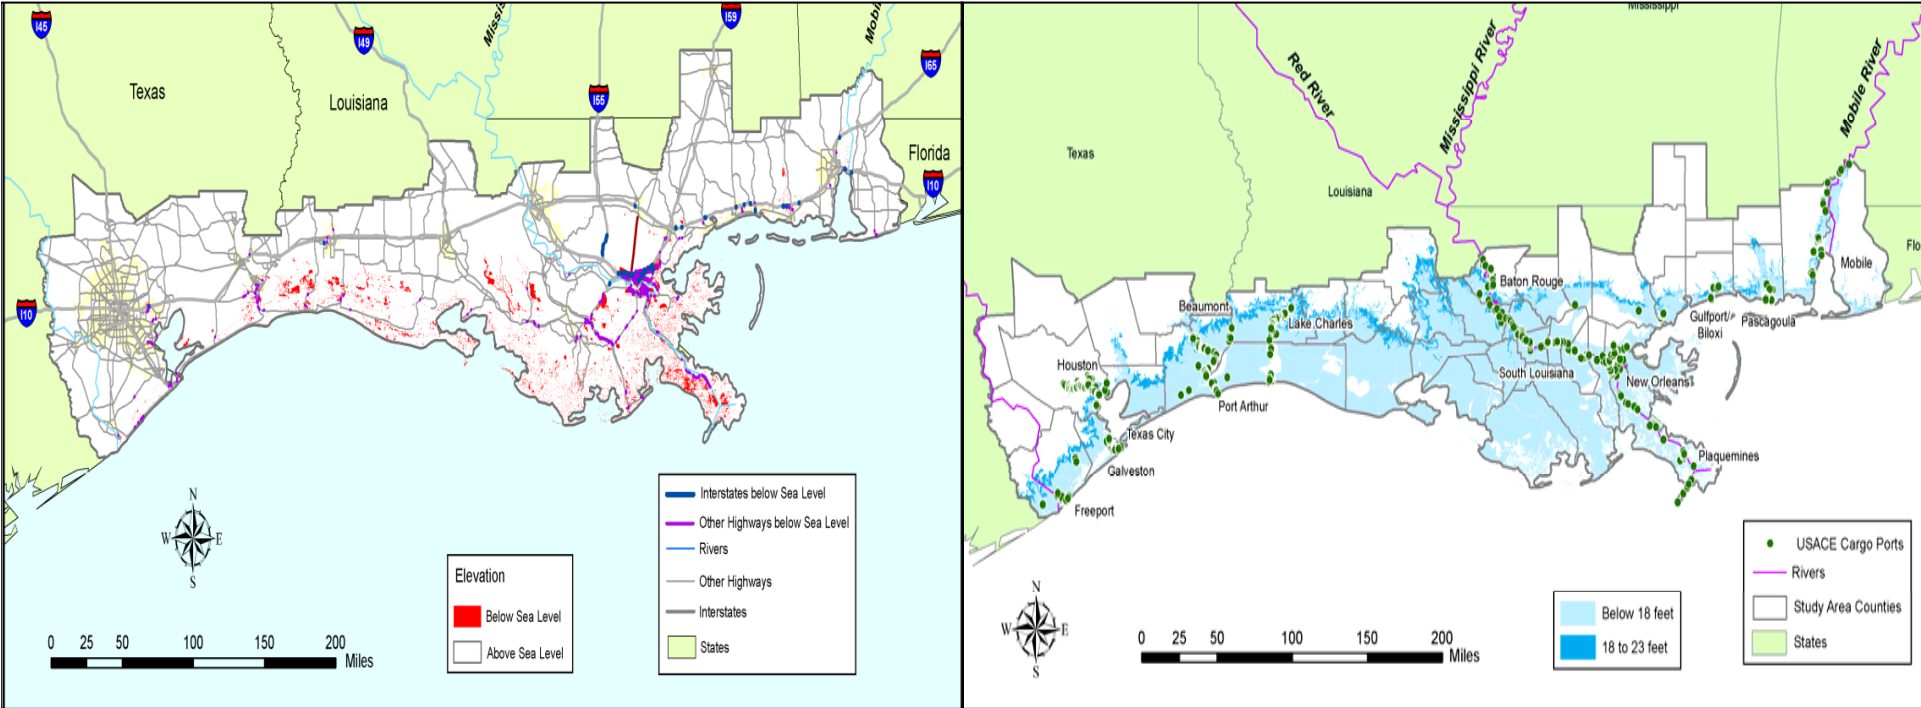 I45
I49
Missis
I59
Mobil
I65
I55
Texas
Louisiana
Florida
I10
I10
N
W E
S
Elevation
Below Sea Level
Above Sea Level
Interstates below Sea Level
Other Highways below Sea Level
Rivers
Other Highways
Interstates
States
0 25 50 100 150 200
Miles
Mississippi
Red River
Mississippi River
Mobile River
Texas
Louisiana
Flo
Mobile
Baton Rouge
Beaumont
Lake Charles
Gulfport/
Biloxi
Pascagoula
Houston
South Louisiana
New Orleans
Port Arthur
Texas City
Galveston
Plaquemines
Freeport
N
W E
S
0 25 50 100 150 200
Miles
Below 18 feet
18 to 23 feet
USACE Cargo Ports
Rivers
Study Area Counties
States